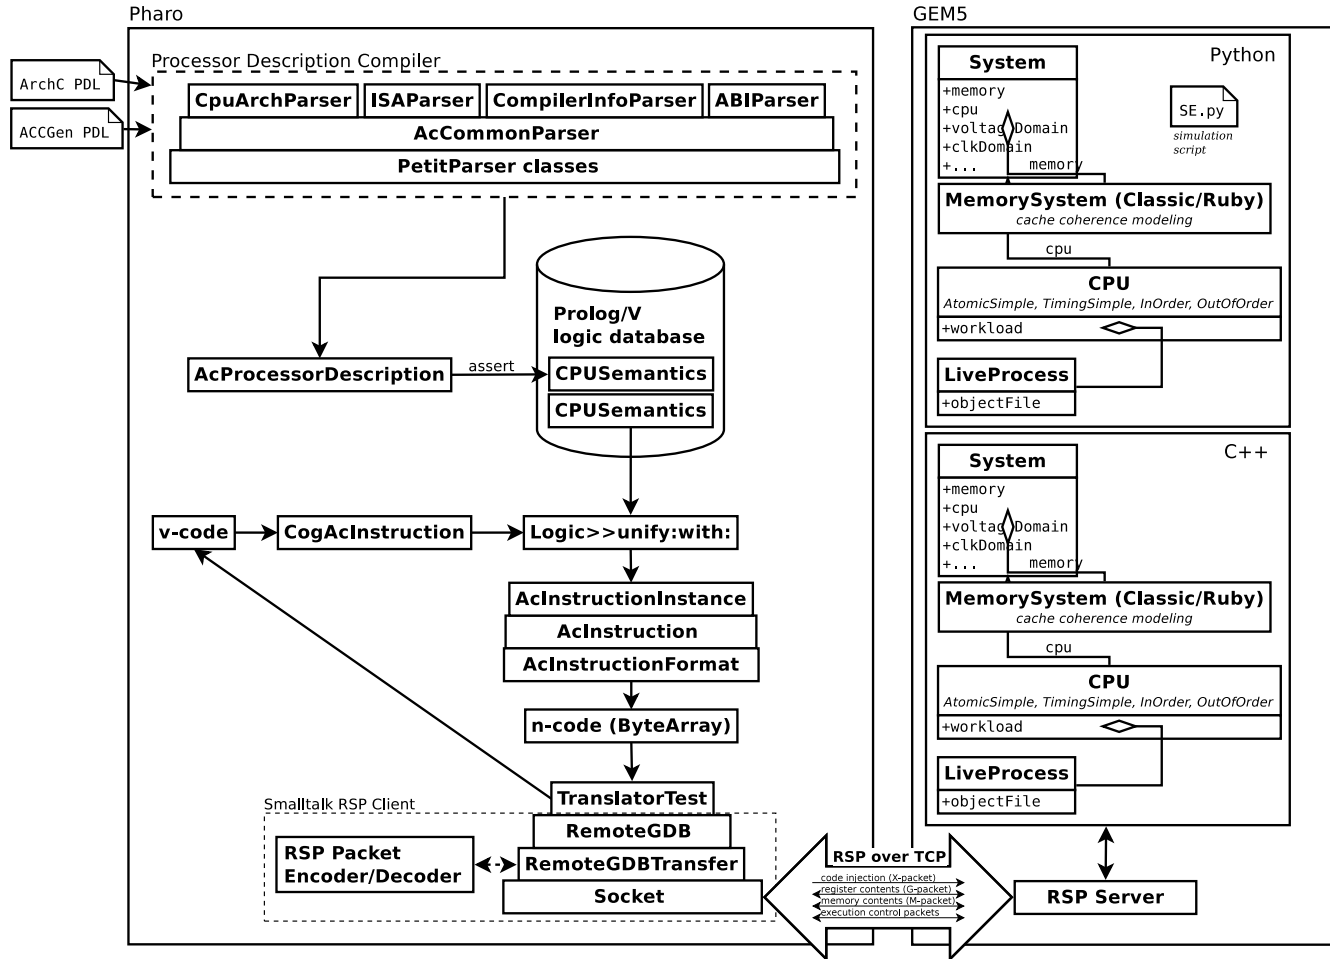 Pharo
ArchC PDL
ACCGen PDL
Processor Description Compiler
CpuArchParser
ISAParser
CompilerInfoParser
ABIParser
AcCommonParser
PetitParser classes
Prolog/V
logic database
CPUSemantics
CPUSemantics
AcProcessorDescription
assert
v-code
CogAcInstruction
Logic>>unify:with:
AcInstructionInstance
AcInstruction
AcInstructionFormat
n-code (ByteArray)
TranslatorTest
Smalltalk RSP Client
RemoteGDB
RSP Packet
Encoder/Decoder
RemoteGDBTransfer
Socket
RSP over TCP
code injection (X-packet)
register contents (G-packet)
memory contents (M-packet)
execution control packets
GEM5
Python
System
+memory
+cpu
+voltagDomain
+clkDomain
+...
memory
SE.py
simulation
script
MemorySystem (Classic/Ruby)
cache coherence modeling
cpu
CPU
AtomicSimple, TimingSimple, InOrder, OutOfOrder
+workload
LiveProcess
+objectFile
C++
System
+memory
+cpu
+voltagDomain
+clkDomain
+...
memory
MemorySystem (Classic/Ruby)
cache coherence modeling
cpu
CPU
AtomicSimple, TimingSimple, InOrder, OutOfOrder
+workload
LiveProcess
+objectFile
RSP Server